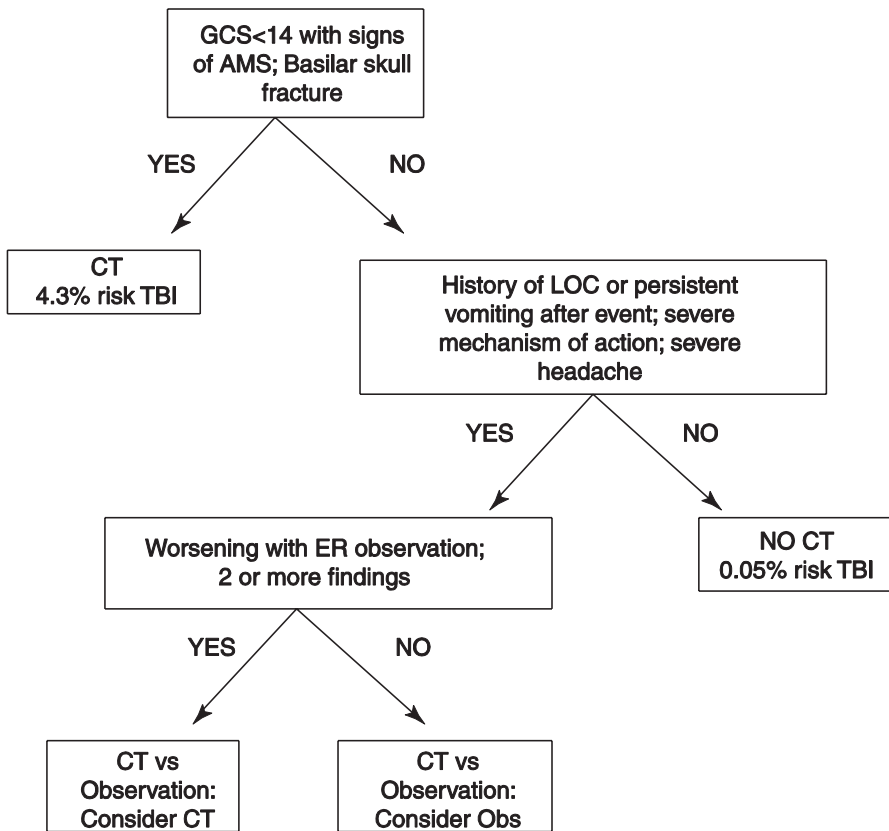 GCS<14 with signs
of AMS; Basilar skull
fracture
YES
NO
CT
4.3% risk TBI
History of LOC or persistent
vomiting after event; severe
mechanism of action; severe
headache
YES
NO
Worsening with ER observation;
2 or more findings
NO CT
0.05% risk TBI
YES
NO
CT vs
Observation:
Consider CT
CT vs
Observation:
Consider Obs